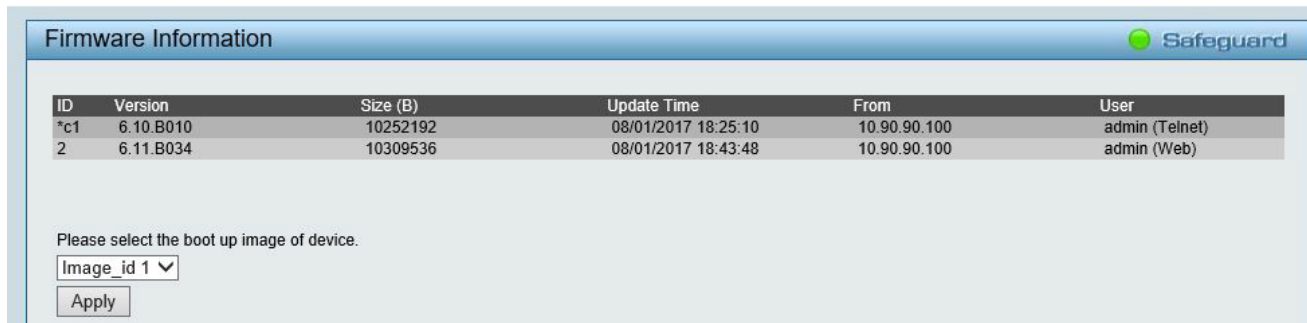 Firmware Information Safeguard
ID Version Size (B) Update Time From User
*c1 6.10.B010 10252192 08/01/2017 18:25:10 10.90.90.100 admin (Telnet)
2 6.11.B034 10309536 08/01/2017 18:43:48 10.90.90.100 admin (Web)
Please select the boot up image of device.
Image_id 1
Apply